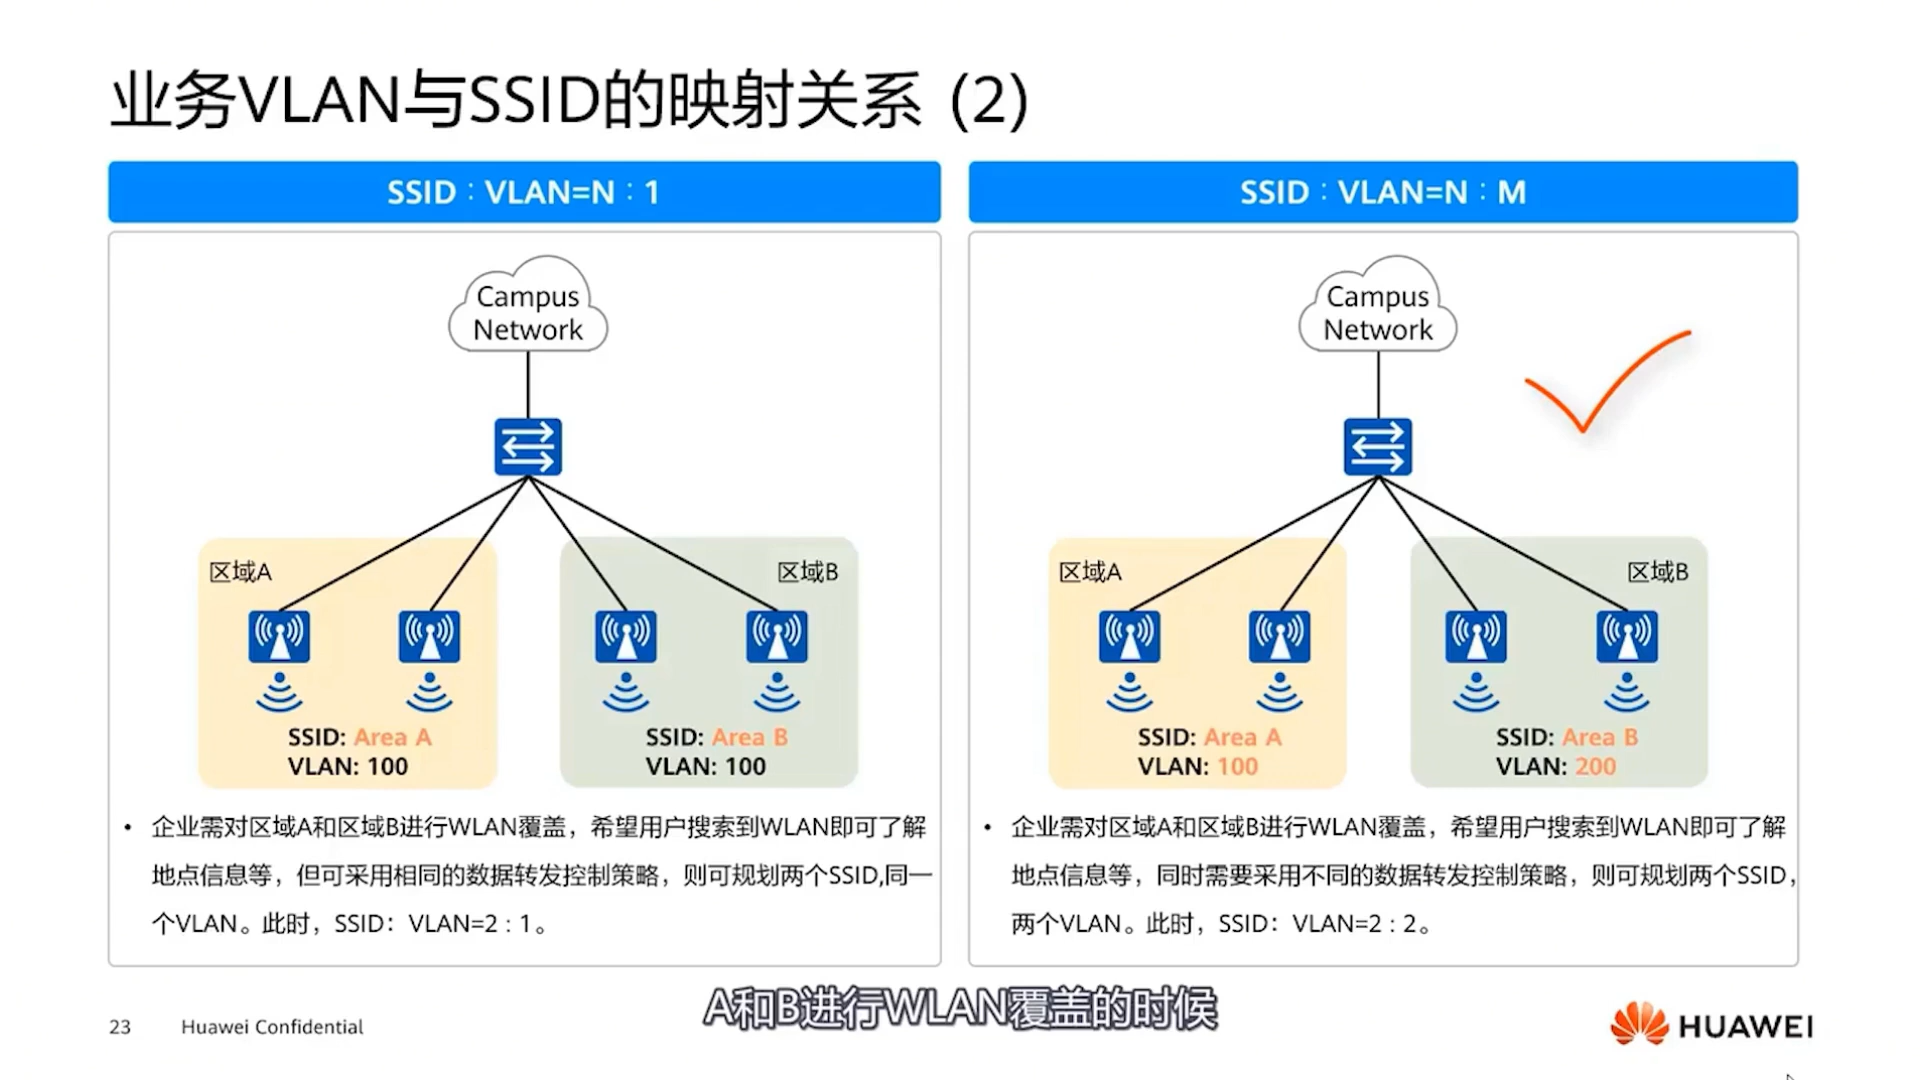 业务VLAN与SSID的映射关系 (2)
SSID：VLAN=N：1
Campus
Network
区域A
区域B
SSID: Area A
VLAN: 100
SSID: Area B
VLAN: 100
• 企业需对区域A和区域B进行WLAN覆盖，希望用户搜索到WLAN即可了解
地点信息等，但可采用相同的数据转发控制策略，则可规划两个SSID,同一
个VLAN。此时，SSID：VLAN=2 : 1。
SSID：VLAN=N：M
Campus
Network
区域A
区域B
SSID: Area A
VLAN: 100
SSID: Area B
VLAN: 200
• 企业需对区域A和区域B进行WLAN覆盖，希望用户搜索到WLAN即可了解
地点信息等，同时需要采用不同的数据转发控制策略，则可规划两个SSID，
两个VLAN。此时，SSID：VLAN=2 : 2。
A和B进行WLAN覆盖的时候
23 Huawei Confidential
HUAWEI